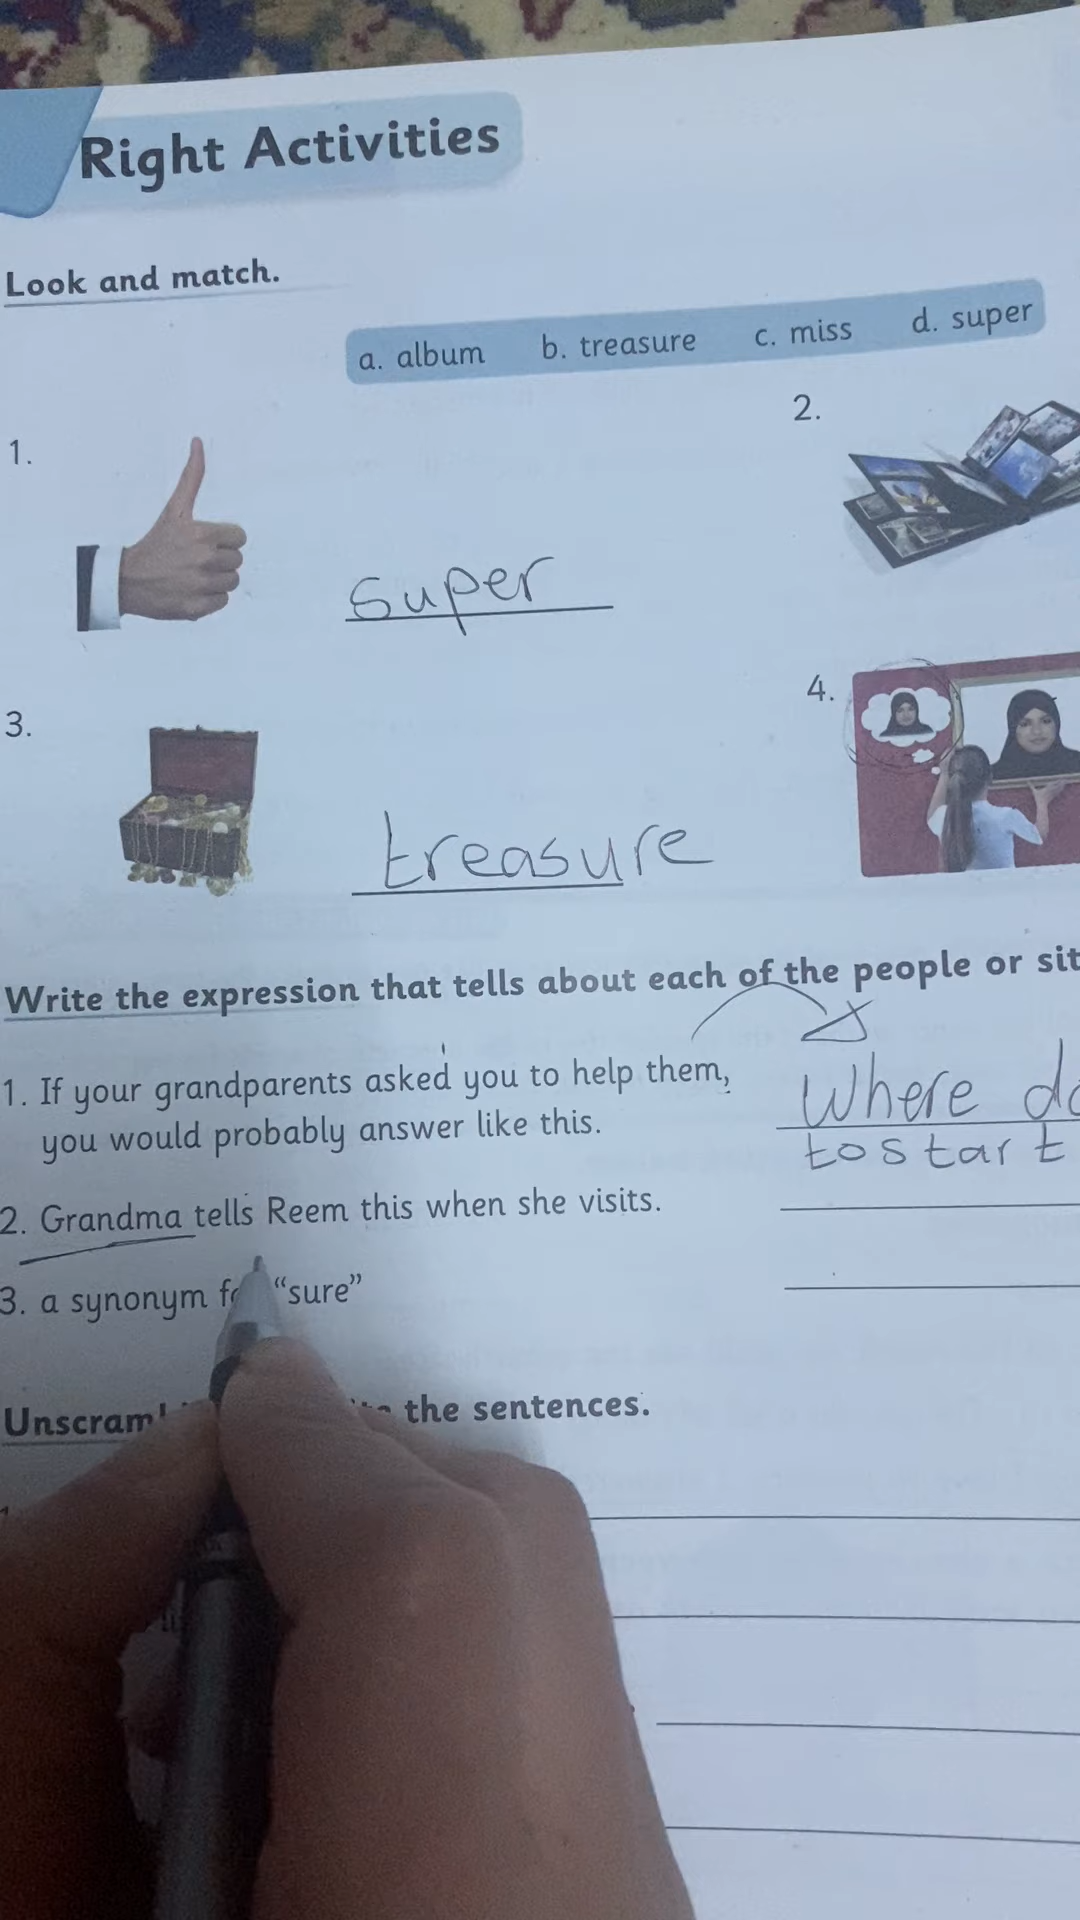 Right Activities
Look and match.
a. album b. treasure c. miss d. super
1.
2.
super
3.
4.
treasure
Write the expression that tells about each of the people or
1. If your grandparents asked you to help them,
you would probably answer like this.
Where
to start
2. Grandma tells Reem this when she visits.
3. a synonym "sure"
the sentences.